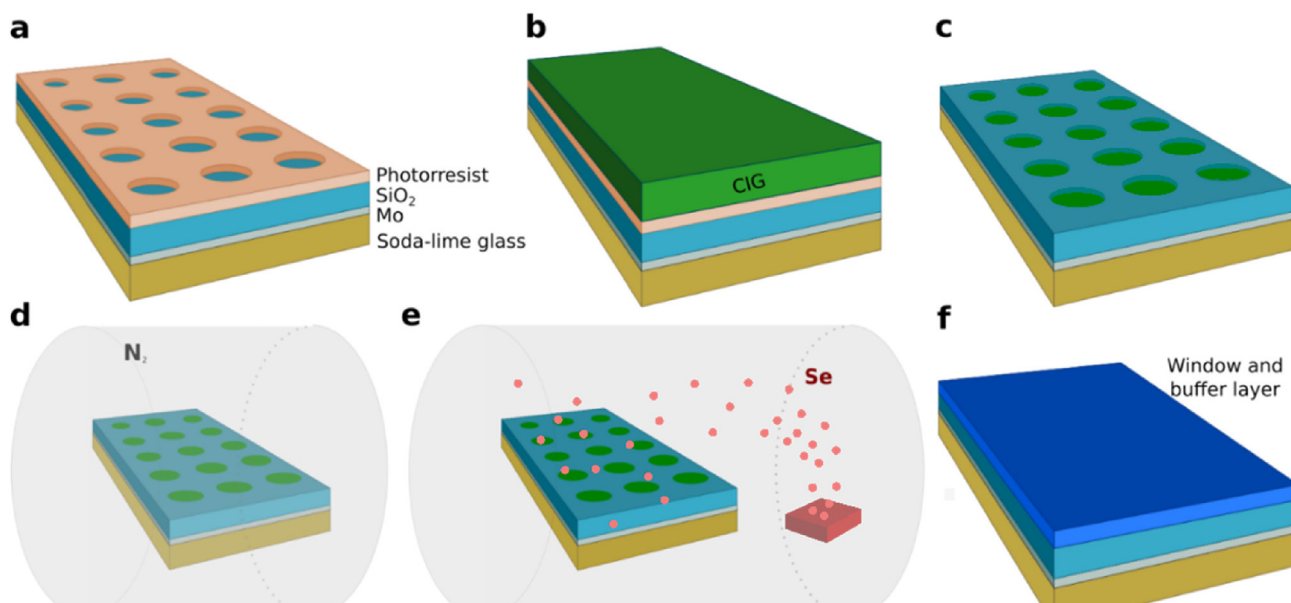 a
b
c
Photorresist
SiO₂
Mo
Soda-lime glass
CIG
d
N₂
e
Se
f
Window and
buffer layer